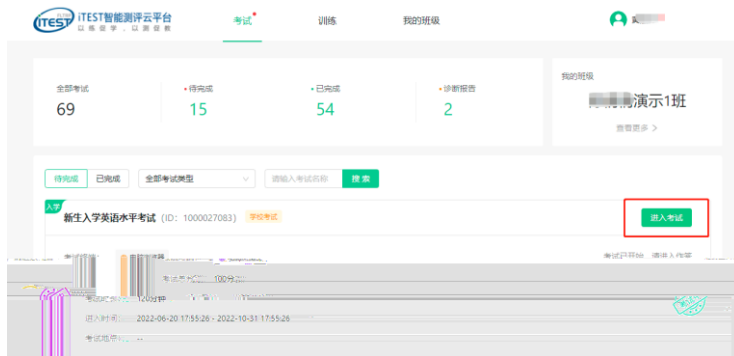 iTEST iTEST智能测评云平台 考试 训练 我的班级
以练促学，以测促教
全部考试 待完成 已完成 诊断报告 我的班级
69 15 54 2 演示1班
查看更多 >
待完成 已完成 全部考试类型 请输入考试名称 搜索
入学
新生入学英语水平考试 (ID: 1000027083) 学校考试 进入考试
考试已开始，请进入作答
100分
120分钟
进入时间: 2022-06-20 17:55:26 - 2022-10-31 17:55:26
--